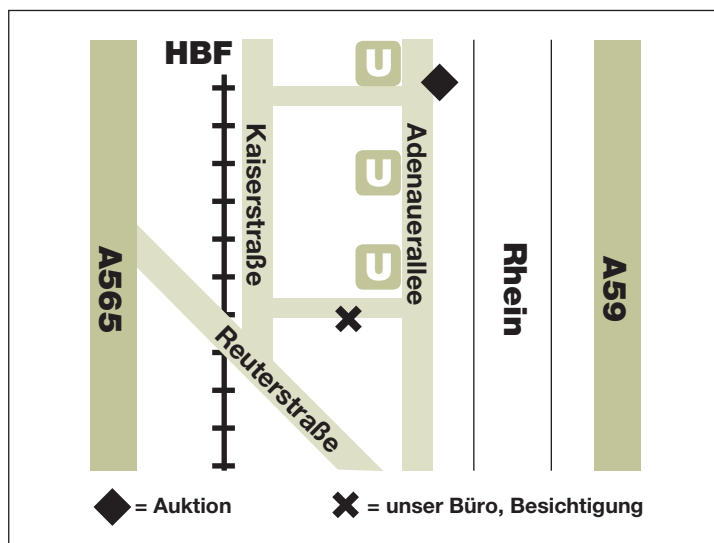 HBF
U
Kaiserstraße
Adenauerallee
U
U
A565
Rhein
A59
Reuterstraße
= Auktion
= unser Büro, Besichtigung